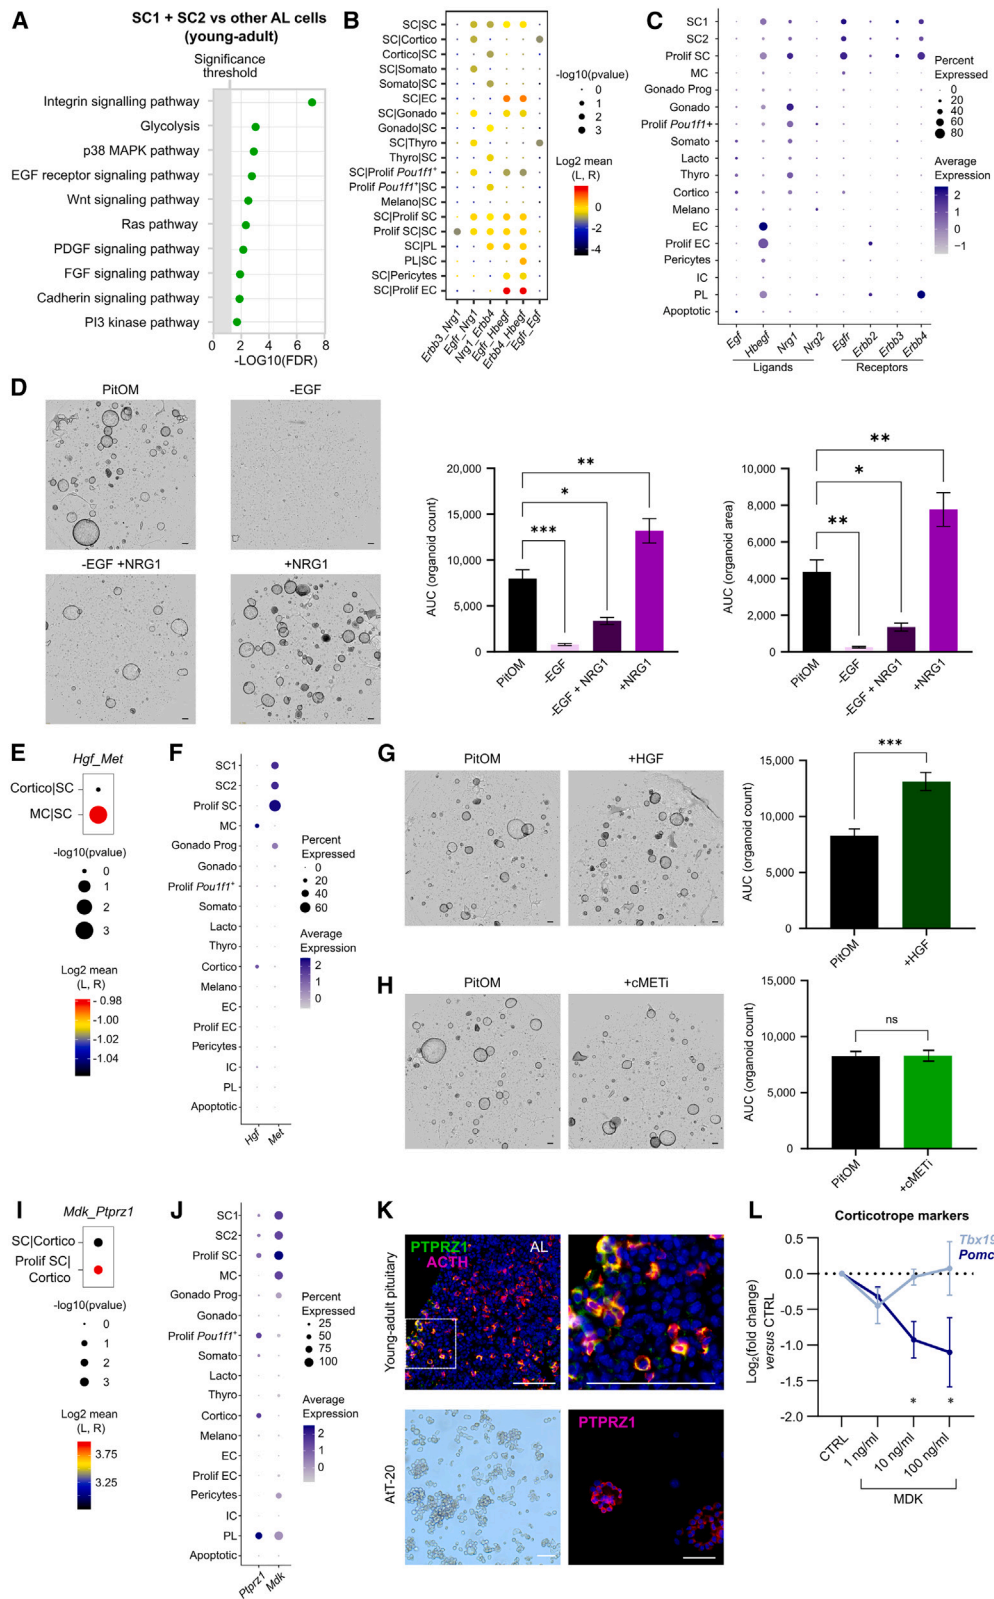 A
SC1 + SC2 vs other AL cells
(young-adult)
Significance
threshold
Integrin signalling pathway
Glycolysis
p38 MAPK pathway
EGF receptor signaling pathway
Wnt signaling pathway
Ras pathway
PDGF signaling pathway
FGF signaling pathway
Cadherin signaling pathway
PI3 kinase pathway
0 2 4 6 8
-LOG10(FDR)
B
SC|SC
SC|Cortico
Cortico|SC
SC|Somato
Somato|SC
SC|EC
SC|Gonado
Gonado|SC
SC|Thyro
Thyro|SC
SC|Prolif Pou1f1+
Prolif Pou1f1+|SC
Melano|SC
SC|Prolif SC
Prolif SC|SC
SC|PL
PL|SC
SC|Pericytes
SC|Prolif EC
Erbb3_Nrg1
Egfr_Nrg1
Nrg1_Erbb4
Egfr_Hbegf
Erbb4_Hbegf
Egfr_Egf
-log10(pvalue)
0
1
2
3
Log2 mean
(L, R)
0
-2
-4
C
SC1
SC2
Prolif SC
MC
Gonado Prog
Gonado
Prolif Pou1f1+
Somato
Lacto
Thyro
Cortico
Melano
EC
Prolif EC
Pericytes
IC
PL
Apoptotic
Egf
Hbegf
Nrg1
Nrg2
Egfr
Erbb2
Erbb3
Erbb4
Ligands
Receptors
Percent
Expressed
0
20
40
60
80
Average
Expression
2
1
0
−1
D
PitOM
-EGF
-EGF +NRG1
+NRG1
AUC (organoid count)
20,000
15,000
10,000
5,000
0
**
*
***
PitOM
-EGF
-EGF + NRG1
+NRG1
AUC (organoid area)
10,000
8,000
6,000
4,000
2,000
0
**
*
**
PitOM
-EGF
-EGF + NRG1
+NRG1
E
Hgf_Met
Cortico|SC
MC|SC
-log10(pvalue)
0
1
2
3
Log2 mean
(L, R)
- 0.98
-1.00
-1.02
-1.04
F
SC1
SC2
Prolif SC
MC
Gonado Prog
Gonado
Prolif Pou1f1+
Somato
Lacto
Thyro
Cortico
Melano
EC
Prolif EC
Pericytes
IC
PL
Apoptotic
Hgf
Met
Percent
Expressed
0
20
40
60
Average
Expression
2
1
0
G
PitOM
+HGF
AUC (organoid count)
15,000
10,000
5,000
0
***
PitOM
+HGF
H
PitOM
+cMETi
AUC (organoid count)
15,000
10,000
5,000
0
ns
PitOM
+cMETi
I
Mdk_Ptprz1
SC|Cortico
Prolif SC|
Cortico
-log10(pvalue)
0
1
2
3
Log2 mean
(L, R)
3.75
3.25
J
SC1
SC2
Prolif SC
MC
Gonado Prog
Gonado
Prolif Pou1f1+
Somato
Lacto
Thyro
Cortico
Melano
EC
Prolif EC
Pericytes
IC
PL
Apoptotic
Ptprz1
Mdk
Percent
Expressed
25
50
75
100
Average
Expression
2
1
0
K
Young-adult pituitary
PTPRZ1
ACTH
AL
AtT-20
PTPRZ1
L
Corticotrope markers
Tbx19
Pomc
Log2(fold change)
versus CTRL
0.5
0.0
-0.5
-1.0
-1.5
-2.0
* *
CTRL
1 ng/ml
10 ng/ml
100 ng/ml
MDK